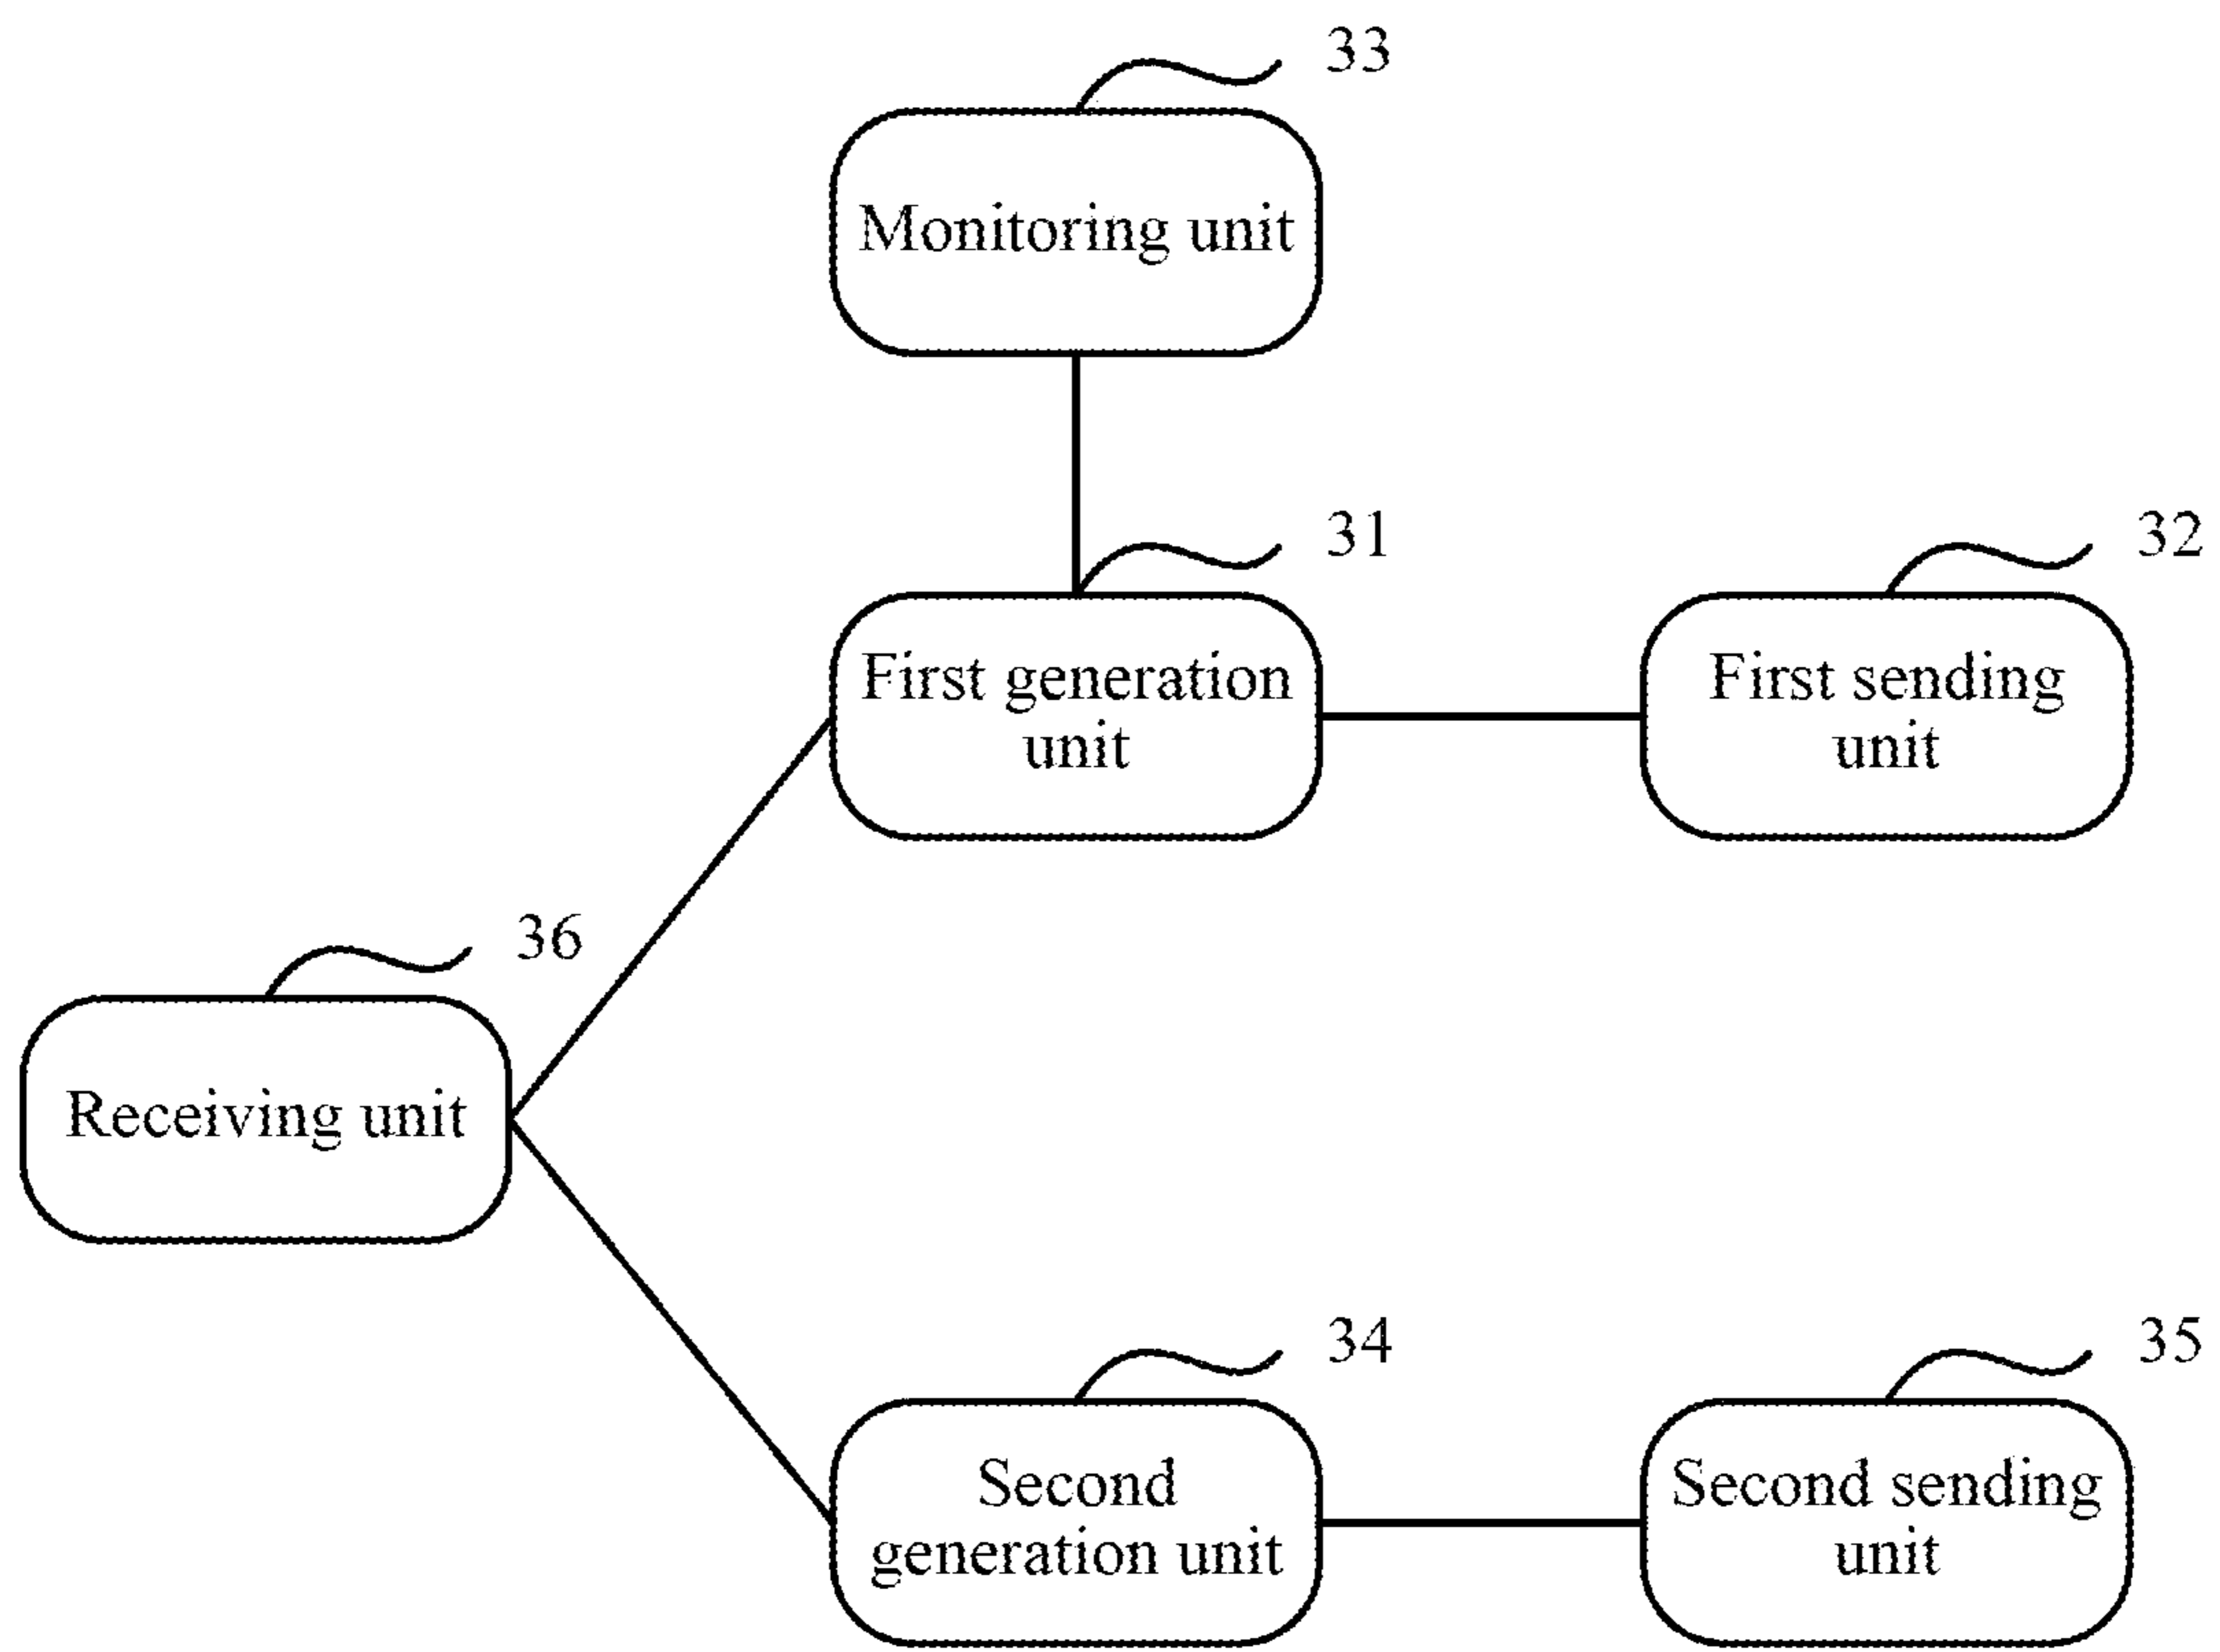 33
Monitoring unit
31
32
First generation
unit
First sending
unit
36
Receiving unit
34
35
Second
generation unit
Second sending
unit